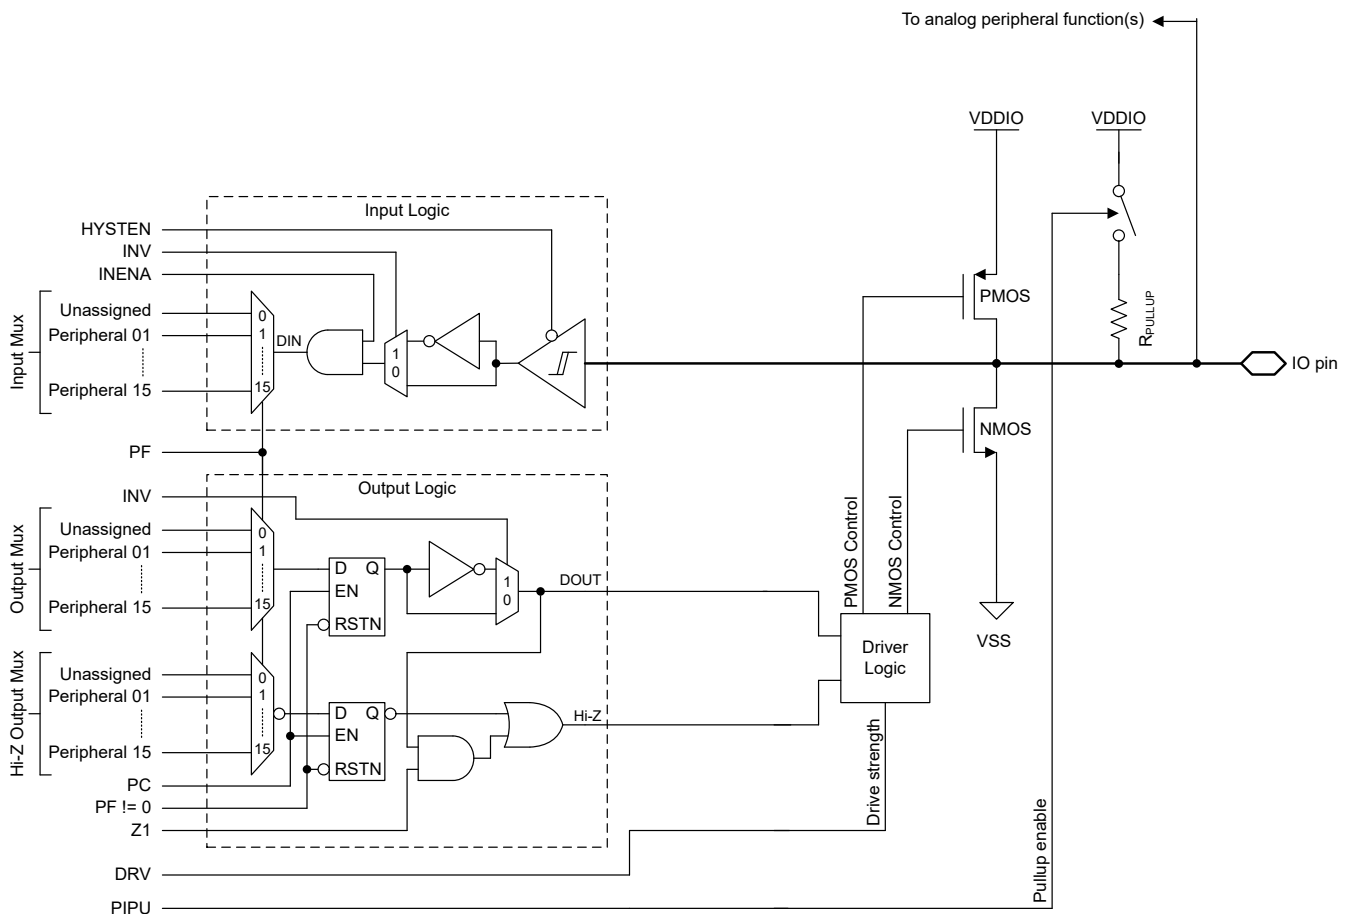 To analog peripheral function(s)
VDDIO
VDDIO
Input Logic
HYSTEN
INV
INENA
Input Mux
Unassigned
Peripheral 01
Peripheral 15
0
1
15
DIN
1
0
PMOS
RPULLUP
IO pin
NMOS
PF
Output Logic
INV
Output Mux
Unassigned
Peripheral 01
Peripheral 15
0
1
15
D Q
EN
RSTN
1
0
DOUT
PMOS Control
NMOS Control
VSS
Driver
Logic
Hi-Z Output Mux
Unassigned
Peripheral 01
Peripheral 15
0
1
15
D Q
EN
RSTN
Hi-Z
Drive strength
Pullup enable
PC
PF != 0
Z1
DRV
PIPU